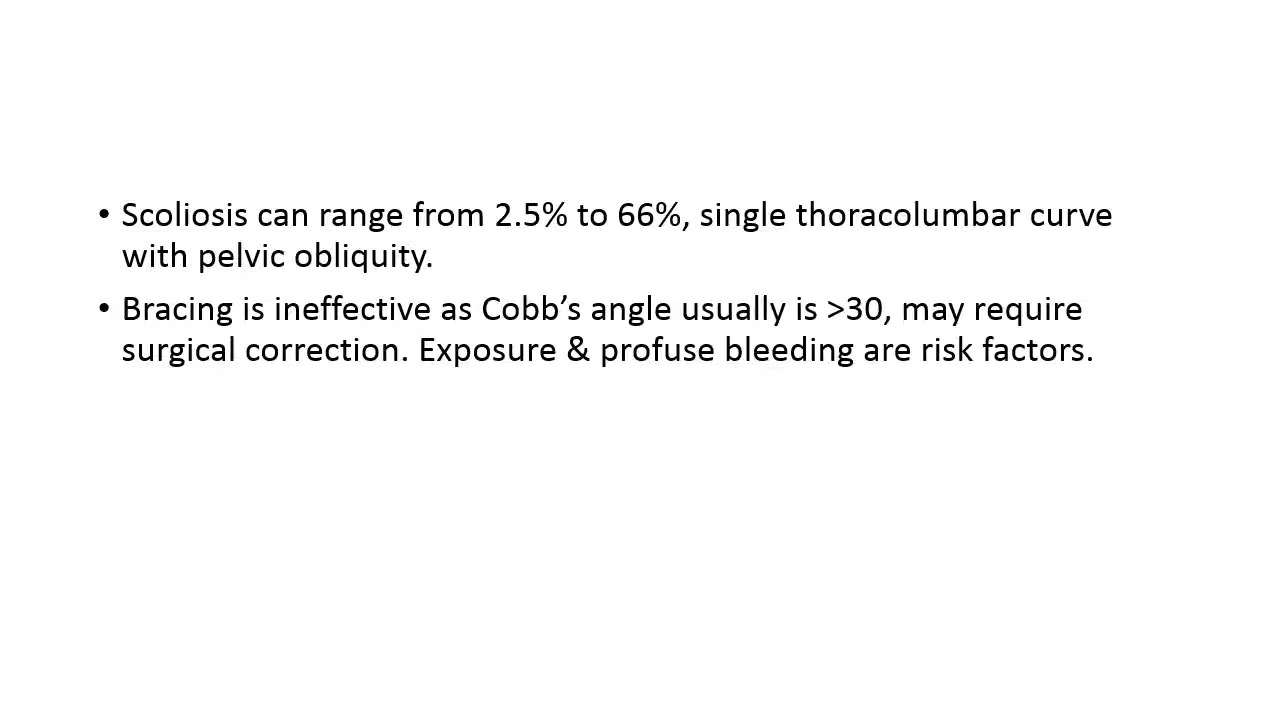 • Scoliosis can range from 2.5% to 66%, single thoracolumbar curve
with pelvic obliquity.
• Bracing is ineffective as Cobb’s angle usually is >30, may require
surgical correction. Exposure & profuse bleeding are risk factors.